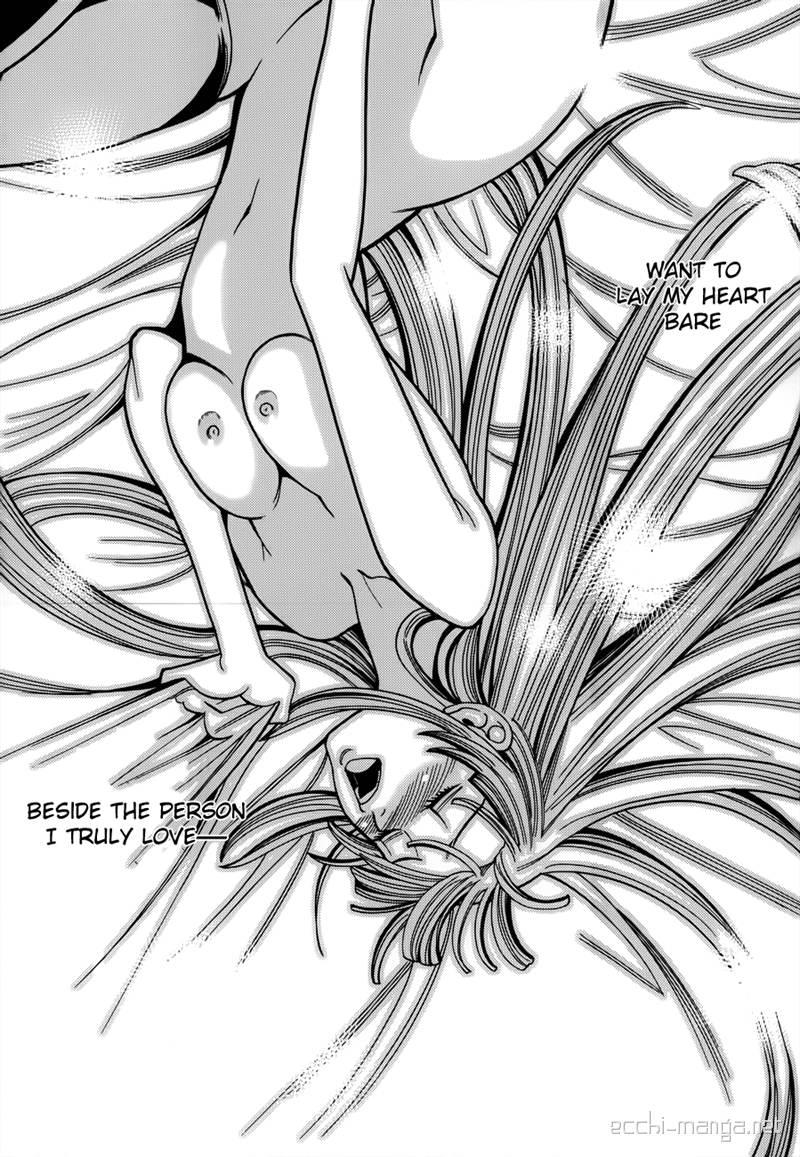 WANT TO
LAY MY HEART
BARE
BESIDE THE PERSON
I TRULY LOVE—
ecchi-manga.net